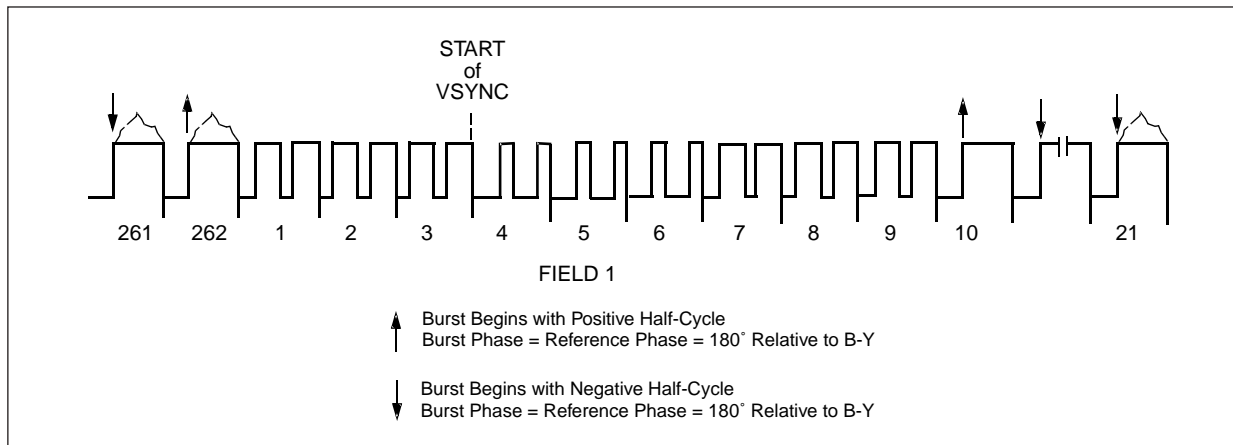 START
of
VSYNC
261 262 1 2 3 4 5 6 7 8 9 10 21
FIELD 1
Burst Begins with Positive Half-Cycle
Burst Phase = Reference Phase = 180° Relative to B-Y
Burst Begins with Negative Half-Cycle
Burst Phase = Reference Phase = 180° Relative to B-Y